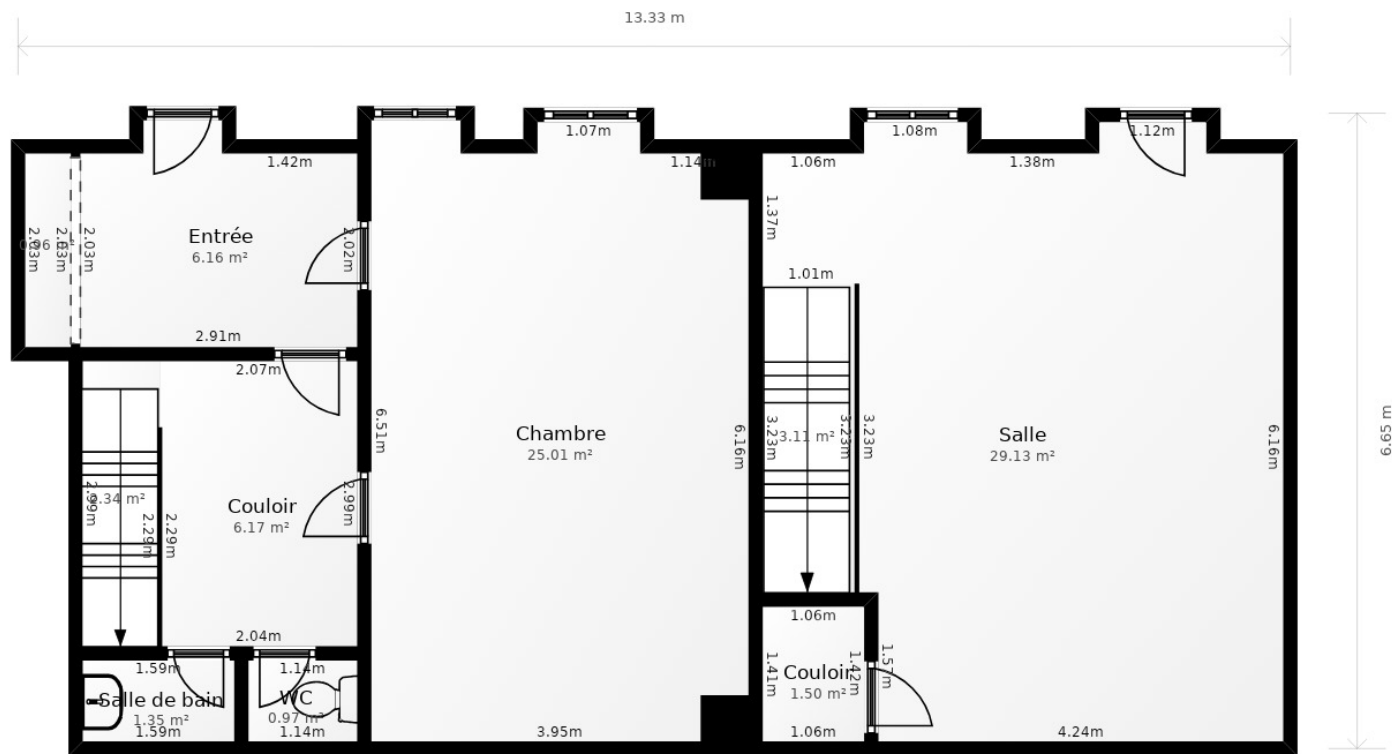 13.33 m
1.07m
1.08m
1.12m
1.42m
1.14m
1.06m
1.38m
2.03m
2.03m
2.03m
0.96 m²
Entrée
6.16 m²
2.02m
1.37m
1.01m
2.91m
2.07m
6.51m
Chambre
25.01 m²
6.16m
3.23m
3.11 m²
3.23m
3.23m
Salle
29.13 m²
6.16m
6.65 m
2.99m
2.29m
2.29m
Couloir
6.17 m²
2.99m
2.04m
1.59m
1.14m
Salle de bain
1.35 m²
1.59m
WC
0.97 m²
1.14m
3.95m
1.06m
1.41m
Couloir
1.50 m²
1.42m
1.57m
1.06m
4.24m